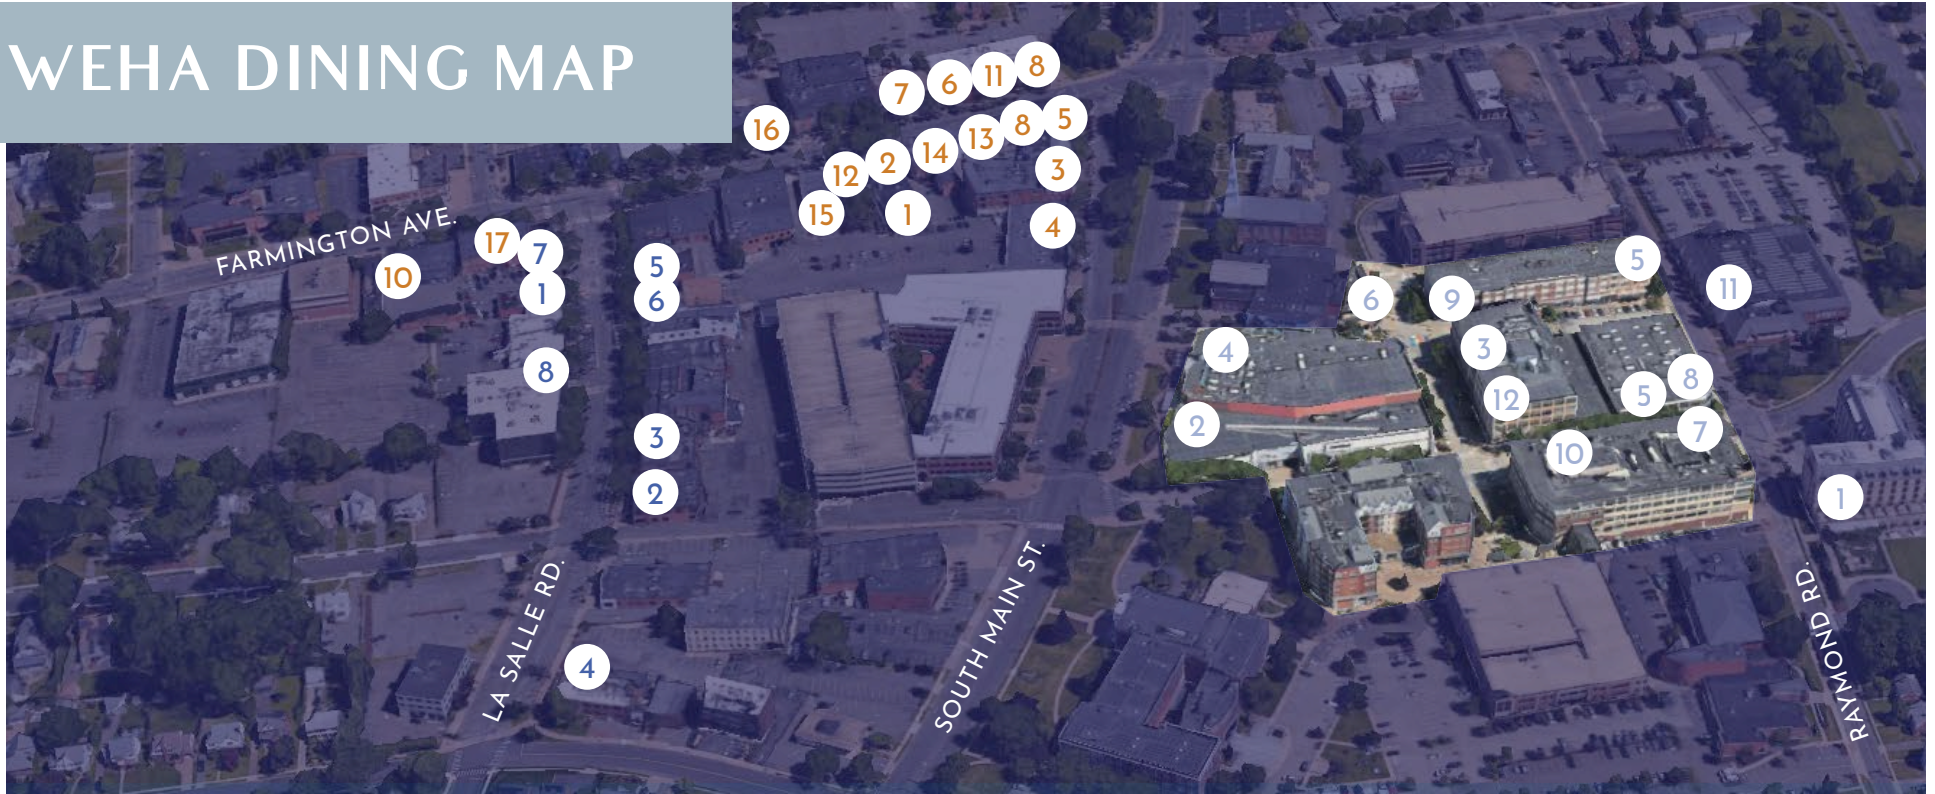 WEHA DINING MAP
7 6 11 8
16
12 2 14 13 8 5
3
15 1 4
FARMINGTON AVE.
17 7
10
1
5
6
8
3
2
4
LA SALLE RD.
SOUTH MAIN ST.
5
6 9 11
4 3
12 5 8
2 7
10
1
RAYMOND RD.